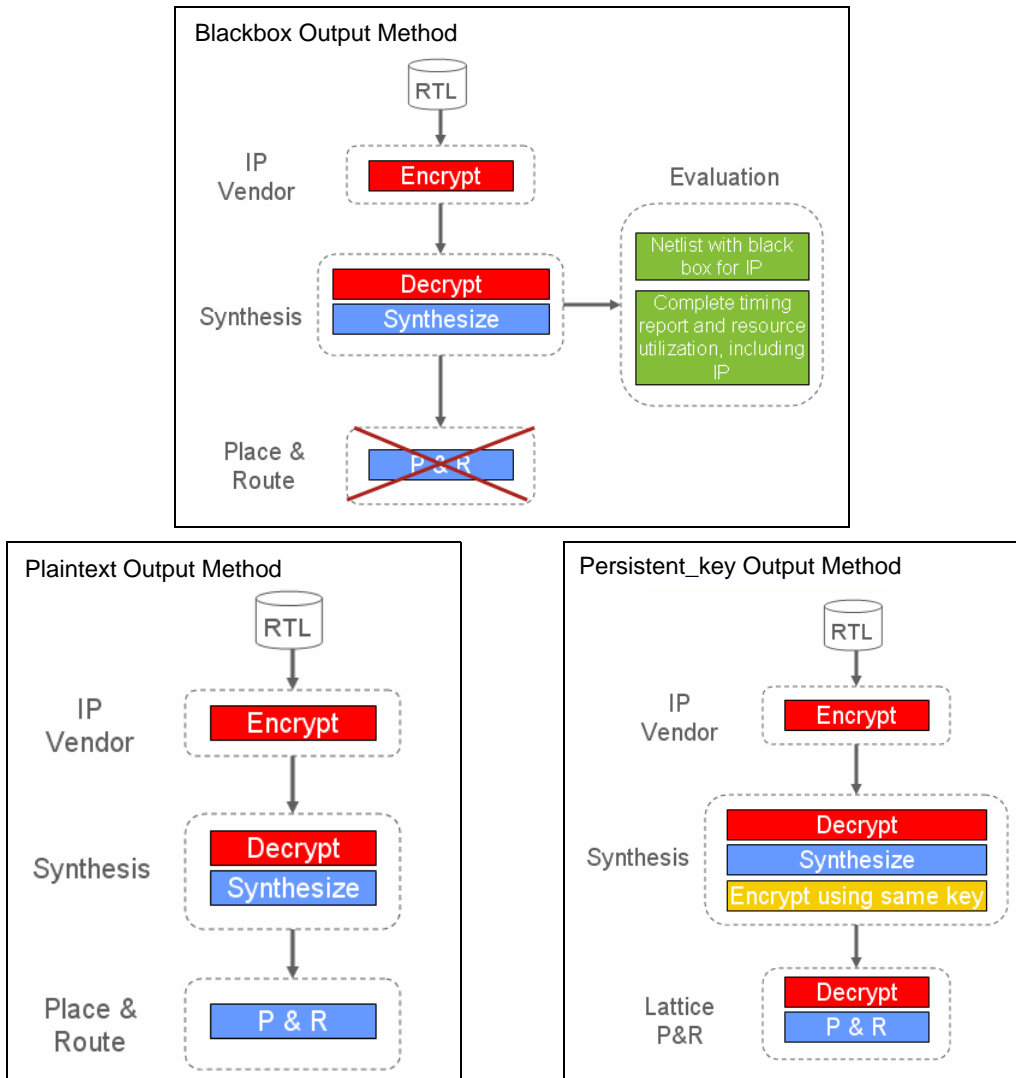 Blackbox Output Method
RTL
IP
Vendor
Encrypt
Evaluation
Netlist with black
box for IP
Complete timing
report and resource
utilization, including
IP
Synthesis
Decrypt
Synthesize
Place &
Route
P & R
Plaintext Output Method
RTL
IP
Vendor
Encrypt
Synthesis
Decrypt
Synthesize
Place &
Route
P & R
Persistent_key Output Method
RTL
IP
Vendor
Encrypt
Synthesis
Decrypt
Synthesize
Encrypt using same key
Lattice
P&R
Decrypt
P & R